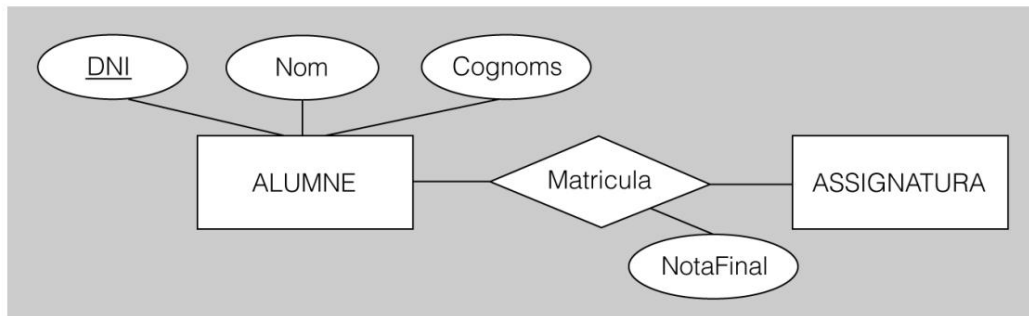 DNI
Nom
Cognoms
ALUMNE
Matricula
ASSIGNATURA
NotaFinal